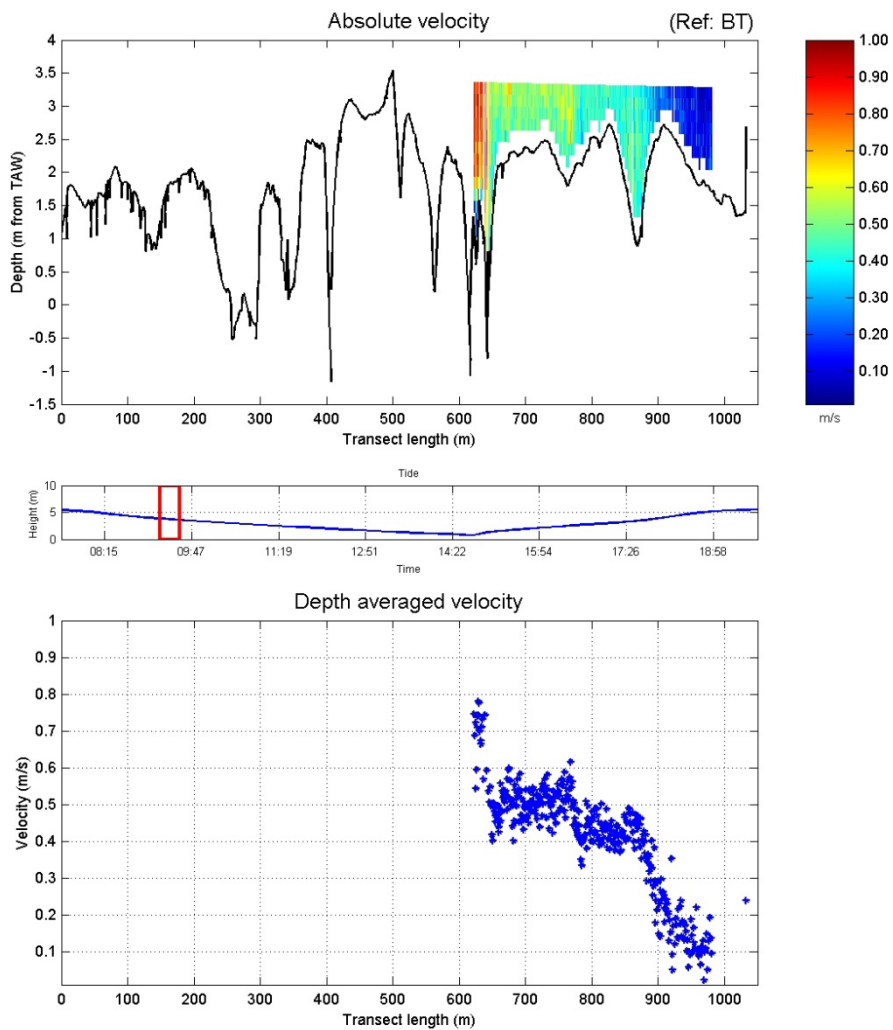 Absolute velocity (Ref: BT)
4
3.5
3
2.5
2
1.5
1
0.5
0
-0.5
-1
-1.5
Depth (m from TAW)
0 100 200 300 400 500 600 700 800 900 1000
Transect length (m)
1.00
0.90
0.80
0.70
0.60
0.50
0.40
0.30
0.20
0.10
m/s
Tide
10
5
0
Height (m)
08:15 09:47 11:19 12:51 14:22 15:54 17:26 18:58
Time
Depth averaged velocity
1
0.9
0.8
0.7
0.6
0.5
0.4
0.3
0.2
0.1
Velocity (m/s)
0 100 200 300 400 500 600 700 800 900 1000
Transect length (m)